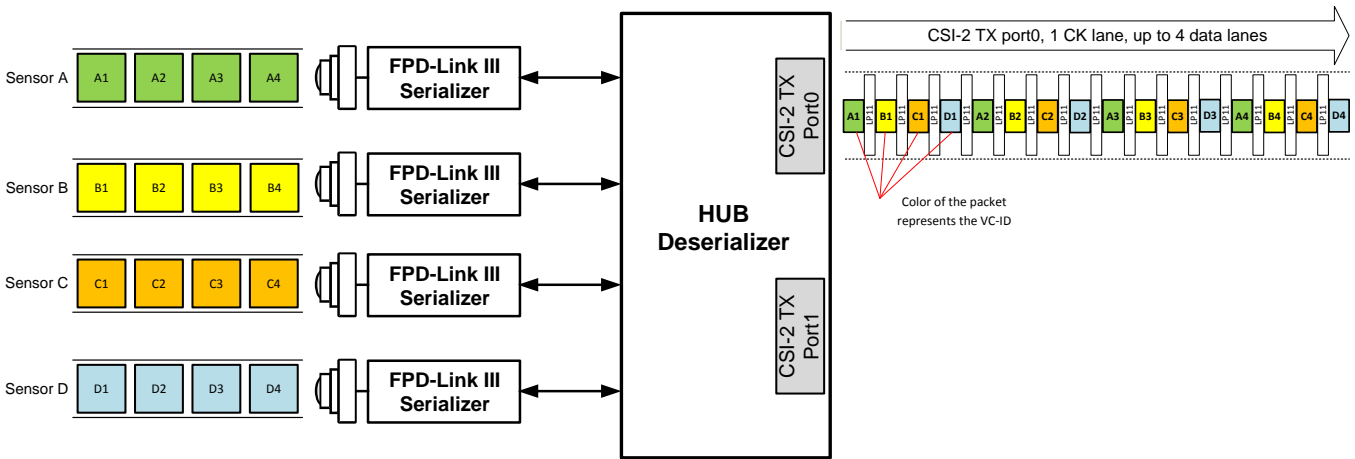 Sensor A
A1 A2 A3 A4
FPD-Link III
Serializer
Sensor B
B1 B2 B3 B4
FPD-Link III
Serializer
Sensor C
C1 C2 C3 C4
FPD-Link III
Serializer
Sensor D
D1 D2 D3 D4
FPD-Link III
Serializer
HUB
Deserializer
CSI-2 TX
Port0
CSI-2 TX
Port1
CSI-2 TX port0, 1 CK lane, up to 4 data lanes
A1 LP11 B1 LP11 C1 LP11 D1 LP11 A2 LP11 B2 LP11 C2 LP11 D2 LP11 A3 LP11 B3 LP11 C3 LP11 D3 LP11 A4 LP11 B4 LP11 C4 LP11 D4
Color of the packet
represents the VC-ID